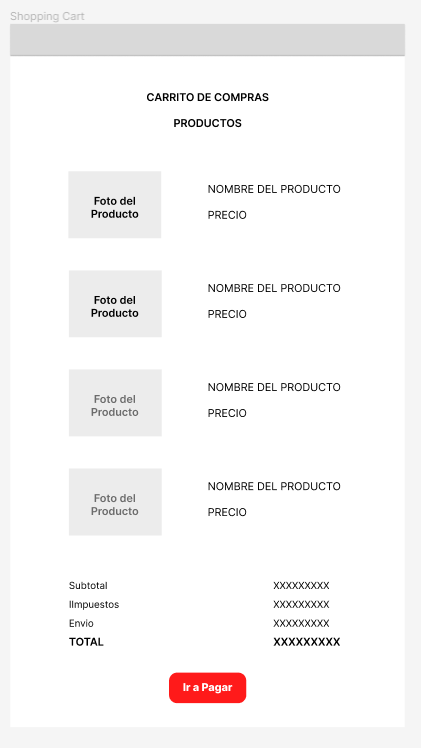 Shopping Cart
CARRITO DE COMPRAS
PRODUCTOS
Foto del
Producto
NOMBRE DEL PRODUCTO
PRECIO
Foto del
Producto
NOMBRE DEL PRODUCTO
PRECIO
Foto del
Producto
NOMBRE DEL PRODUCTO
PRECIO
Foto del
Producto
NOMBRE DEL PRODUCTO
PRECIO
Subtotal XXXXXXXXX
IImpuestos XXXXXXXXX
Envio XXXXXXXXX
TOTAL XXXXXXXXX
Ir a Pagar